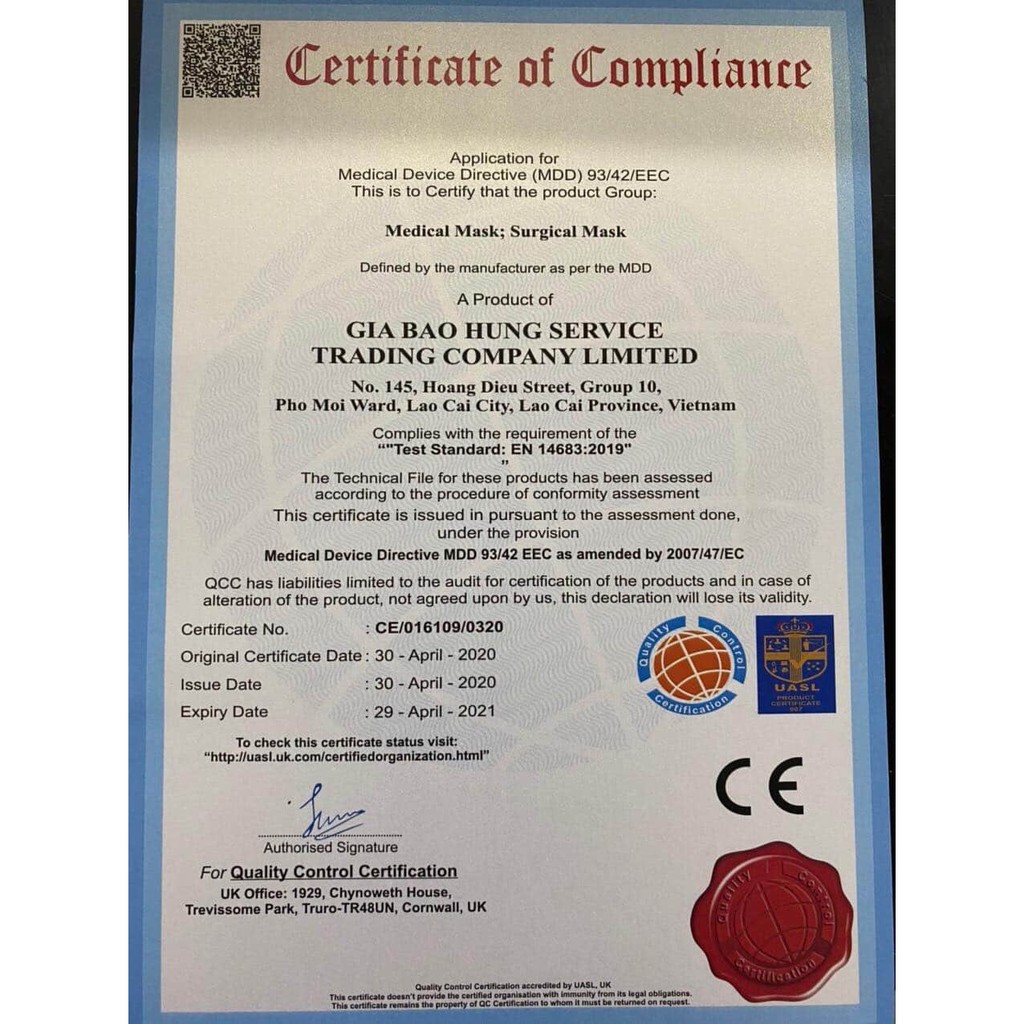 Certificate of Compliance
Application for
Medical Device Directive (MDD) 93/42/EEC
This is to Certify that the product Group:
Medical Mask; Surgical Mask
Defined by the manufacturer as per the MDD
A Product of
GIA BAO HUNG SERVICE
TRADING COMPANY LIMITED
No. 145, Hoang Dieu Street, Group 10,
Pho Moi Ward, Lao Cai City, Lao Cai Province, Vietnam
Complies with the requirement of the
“"Test Standard: EN 14683:2019"
”
The Technical File for these products has been assessed
according to the procedure of conformity assessment
This certificate is issued in pursuant to the assessment done,
under the provision
Medical Device Directive MDD 93/42 EEC as amended by 2007/47/EC
QCC has liabilities limited to the audit for certification of the products and in case of
alteration of the product, not agreed upon by us, this declaration will lose its validity.
Certificate No. : CE/016109/0320
Original Certificate Date : 30 - April - 2020
Issue Date : 30 - April - 2020
Expiry Date : 29 - April - 2021
Quality Control
Certification
UASL
PRODUCT
CERTIFICATE
987
To check this certificate status visit:
“http://uasl.uk.com/certifiedorganization.html”
CE
Authorised Signature
For Quality Control Certification
UK Office: 1929, Chynoweth House,
Trevissome Park, Truro-TR48UN, Cornwall, UK
Quality Control
Certification
Quality Control Certification accredited by UASL, UK
This certificate doesn't provide the certified organisation with immunity from its legal obligations.
This certificate remains the property of QC Certification to whom it must be returned on request.